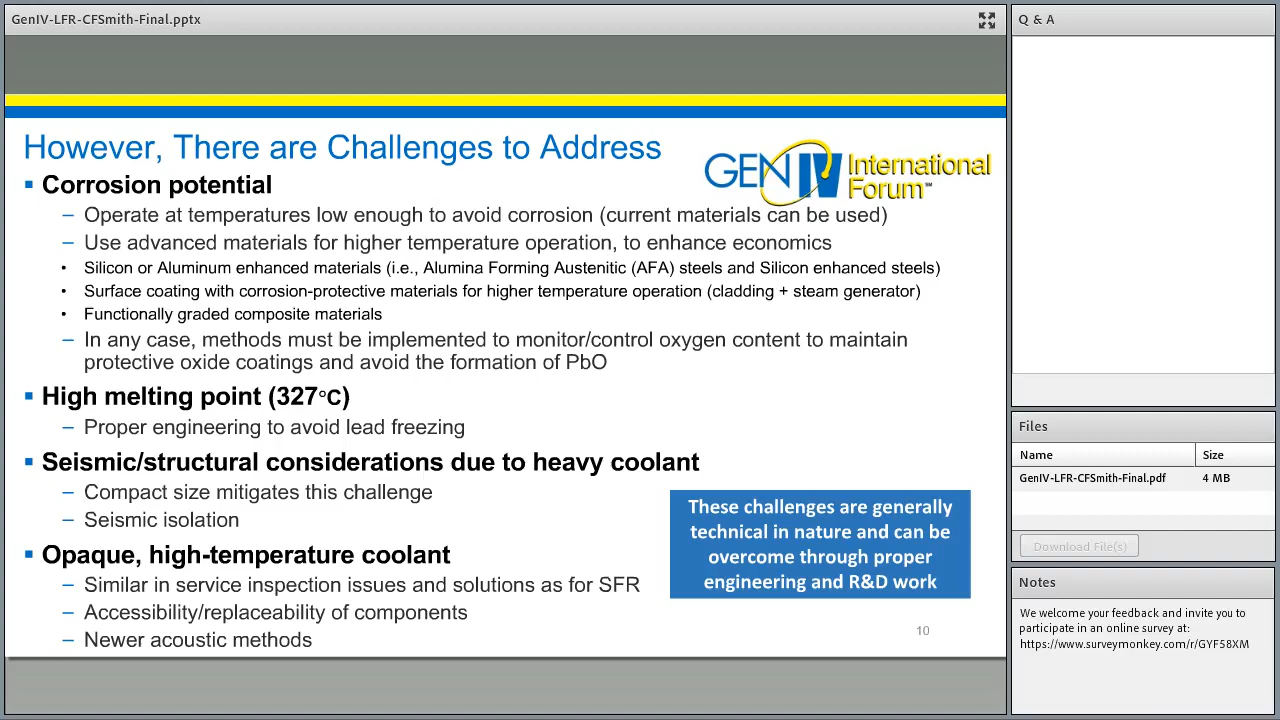 GenIV-LFR-CFSmith-Final.pptx
However, There are Challenges to Address
GEN IV International Forum℠
▪ Corrosion potential
– Operate at temperatures low enough to avoid corrosion (current materials can be used)
– Use advanced materials for higher temperature operation, to enhance economics
• Silicon or Aluminum enhanced materials (i.e., Alumina Forming Austenitic (AFA) steels and Silicon enhanced steels)
• Surface coating with corrosion-protective materials for higher temperature operation (cladding + steam generator)
• Functionally graded composite materials
– In any case, methods must be implemented to monitor/control oxygen content to maintain
protective oxide coatings and avoid the formation of PbO
▪ High melting point (327°C)
– Proper engineering to avoid lead freezing
▪ Seismic/structural considerations due to heavy coolant
– Compact size mitigates this challenge
– Seismic isolation
▪ Opaque, high-temperature coolant
– Similar in service inspection issues and solutions as for SFR
– Accessibility/replaceability of components
– Newer acoustic methods
These challenges are generally
technical in nature and can be
overcome through proper
engineering and R&D work
10
Q & A
Files
Name Size
GenIV-LFR-CFSmith-Final.pdf 4 MB
Download File(s)
Notes
We welcome your feedback and invite you to
participate in an online survey at:
https://www.surveymonkey.com/r/GYF58XM